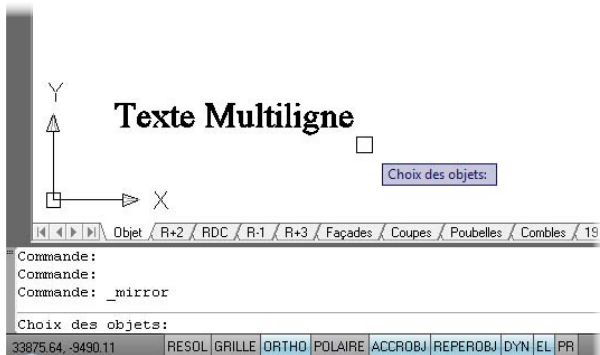 Y
Texte Multiligne
Choix des objets:
X
Objet / R+2 / RDC / R-1 / R+3 / Façades / Coupes / Poubelles / Combles / 19
Commande:
Commande:
Commande: _mirror
Choix des objets:
33875.64, -9490.11 RESOL GRILLE ORTHO POLAIRE ACCROBJ REPEROBJ DYN EL PR